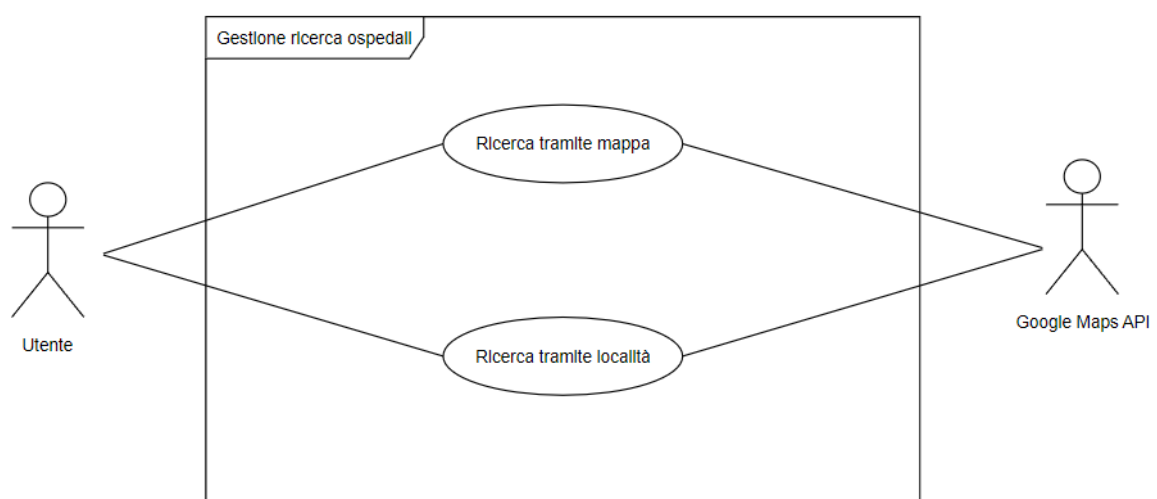 Gestione ricerca ospedali
Ricerca tramite mappa
Utente
Google Maps API
Ricerca tramite località